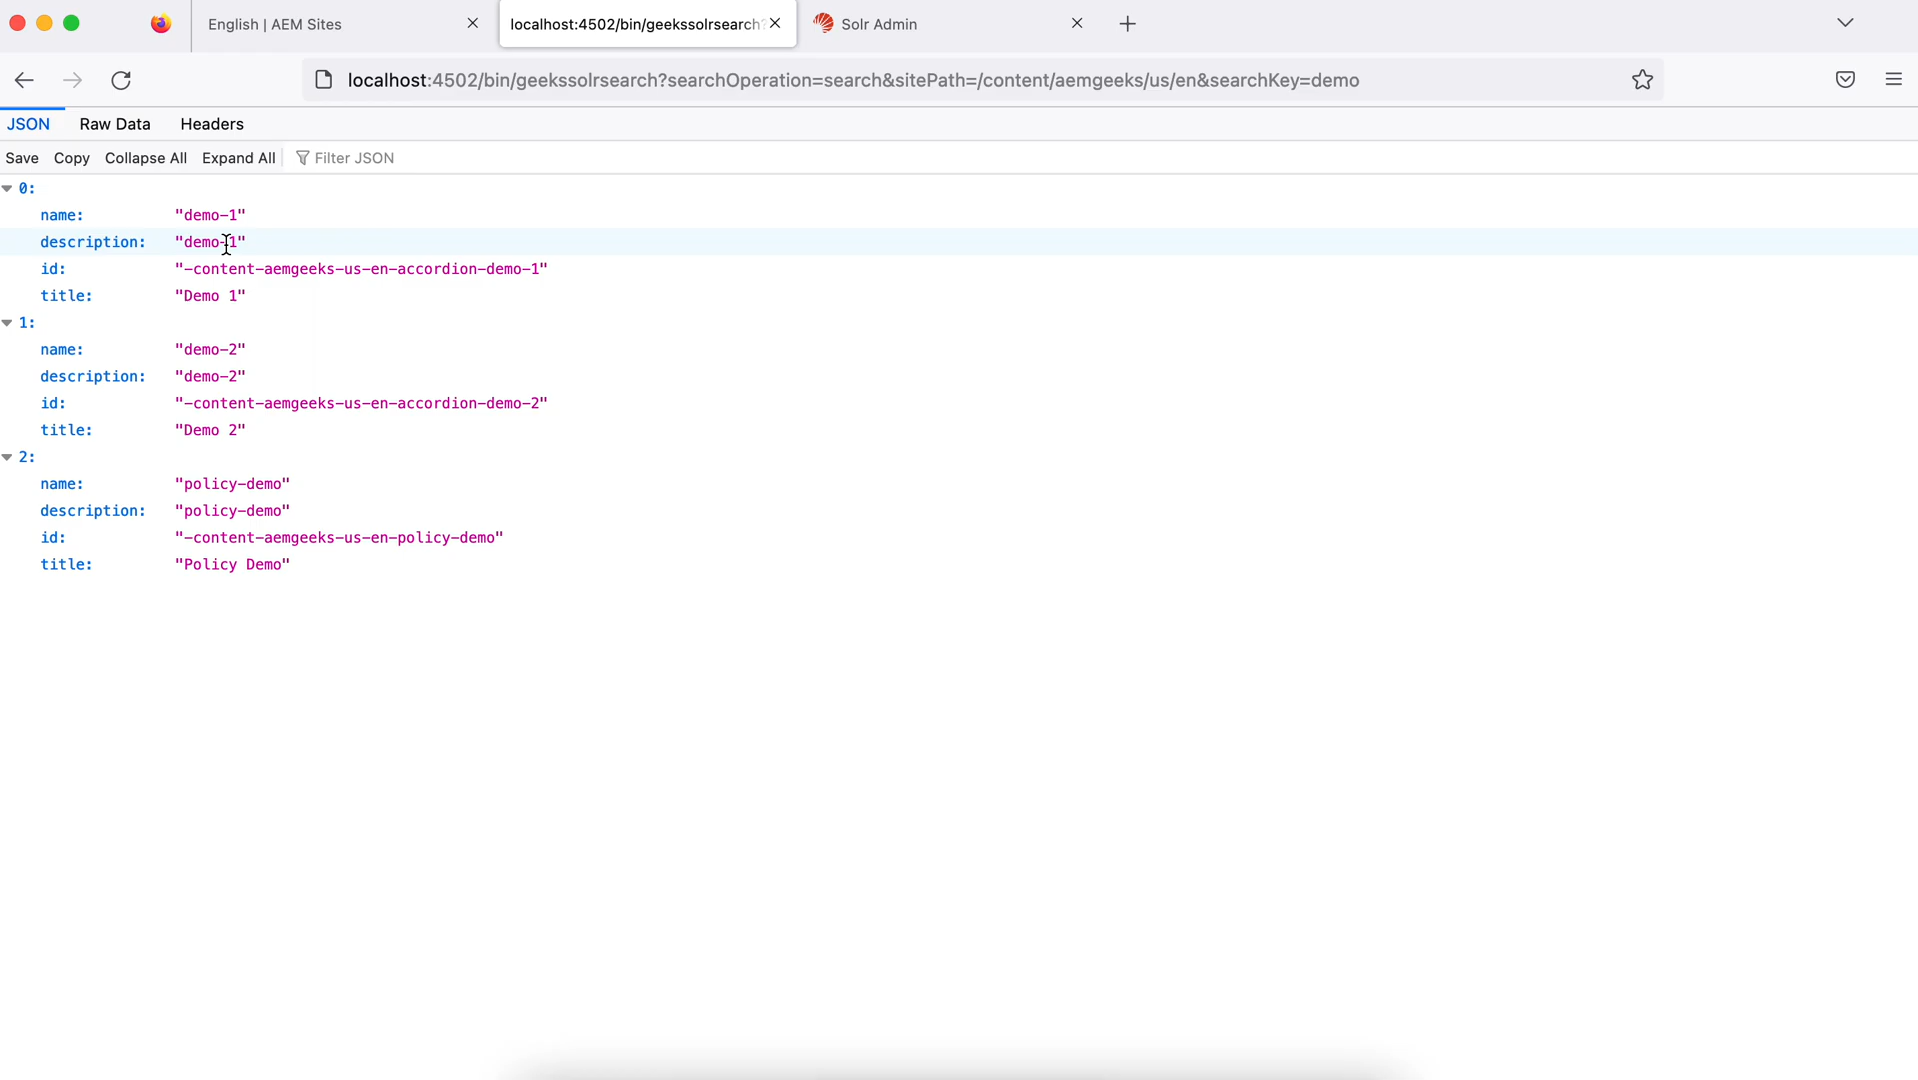 English | AEM Sites
localhost:4502/bin/geekssolrsearch?
Solr Admin
localhost:4502/bin/geekssolrsearch?searchOperation=search&sitePath=/content/aemgeeks/us/en&searchKey=demo
JSON Raw Data Headers
Save Copy Collapse All Expand All Filter JSON
0:
name: "demo-1"
description: "demo-1"
id: "-content-aemgeeks-us-en-accordion-demo-1"
title: "Demo 1"
1:
name: "demo-2"
description: "demo-2"
id: "-content-aemgeeks-us-en-accordion-demo-2"
title: "Demo 2"
2:
name: "policy-demo"
description: "policy-demo"
id: "-content-aemgeeks-us-en-policy-demo"
title: "Policy Demo"